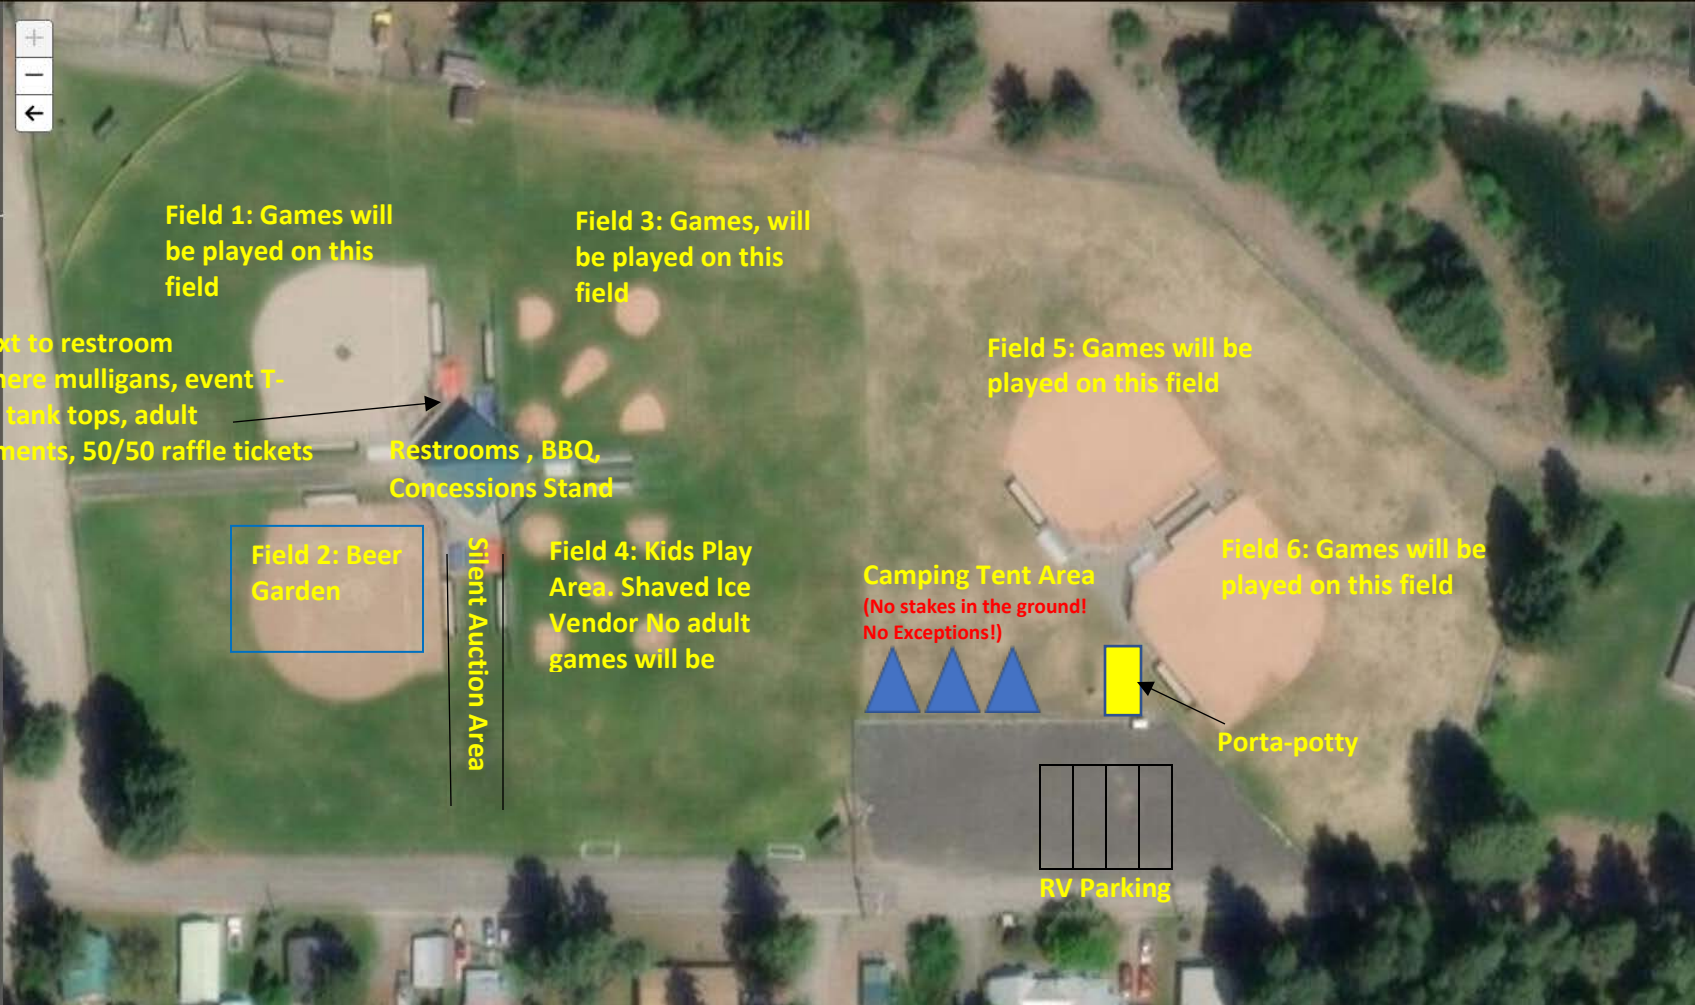 Field 1: Games will
be played on this
field
Field 3: Games, will
be played on this
field
to restroom
mulligans, event T-
tank tops, adult
50/50 raffle tickets
Restrooms , BBQ,
Concessions Stand
Field 2: Beer
Garden
Silent Auction Area
Field 4: Kids Play
Area. Shaved Ice
Vendor No adult
games will be
Field 5: Games will be
played on this field
Field 6: Games will be
played on this field
Camping Tent Area
(No stakes in the ground!
No Exceptions!)
Porta-potty
RV Parking